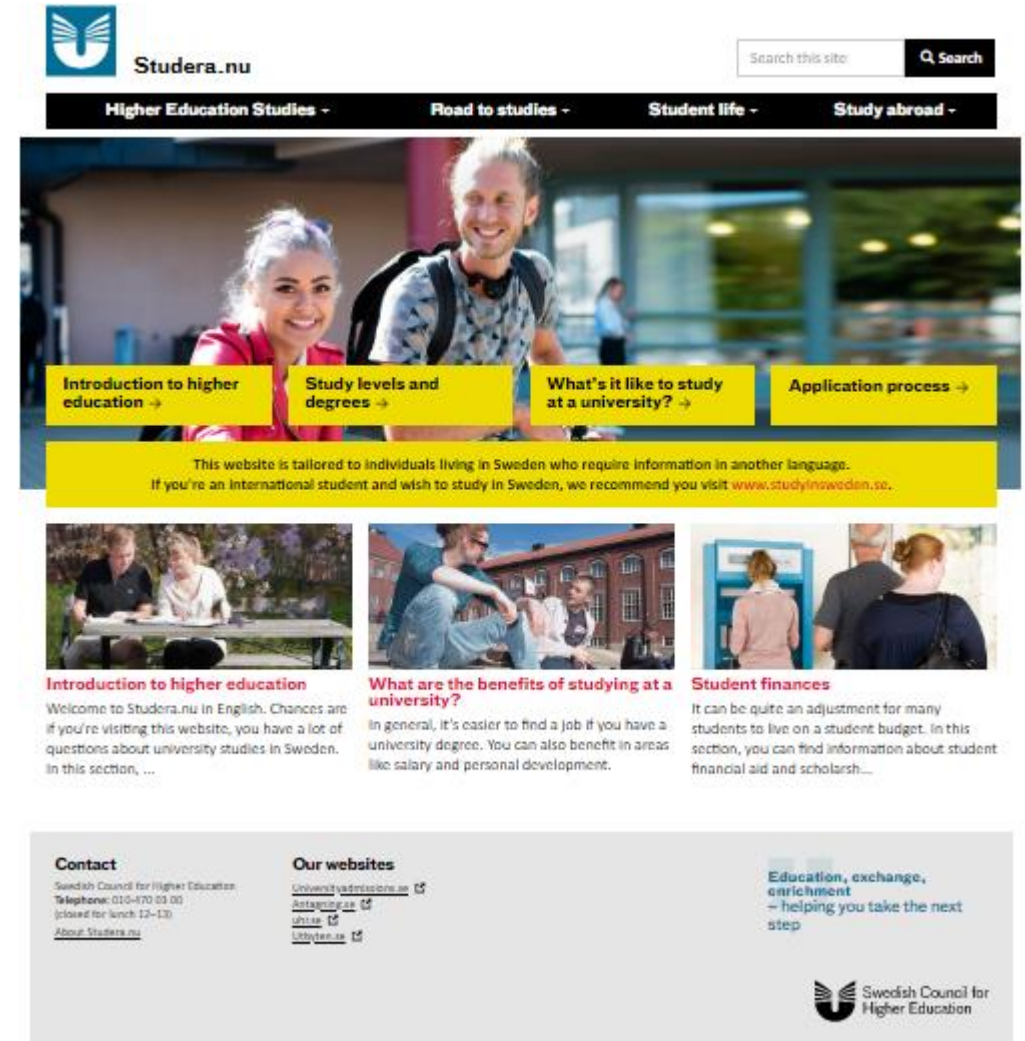 Studera.nu
Search this site
Search
Higher Education Studies
Road to studies
Student life
Study abroad
Introduction to higher
education →
Study levels and
degrees →
What's it like to study
at a university? →
Application process →
This website is tailored to individuals living in Sweden who require information in another language.
If you're an international student and wish to study in Sweden, we recommend you visit www.studyinsweden.se.
Introduction to higher education
Welcome to Studera.nu in English. Chances are
if you're visiting this website, you have a lot of
questions about university studies in Sweden.
In this section, ...
What are the benefits of studying at a
university?
In general, it's easier to find a job if you have a
university degree. You can also benefit in areas
like salary and personal development.
Student finances
It can be quite an adjustment for many
students to live on a student budget. In this
section, you can find information about student
financial aid and scholarsh...
Contact
Swedish Council for Higher Education
Telephone: 010-470 03 00
(closed for lunch 12–13)
About Studera.nu
Our websites
Universityadmissions.se
Antagning.se
uhr.se
Utbyten.se
Education, exchange,
enrichment
– helping you take the next
step
Swedish Council for
Higher Education